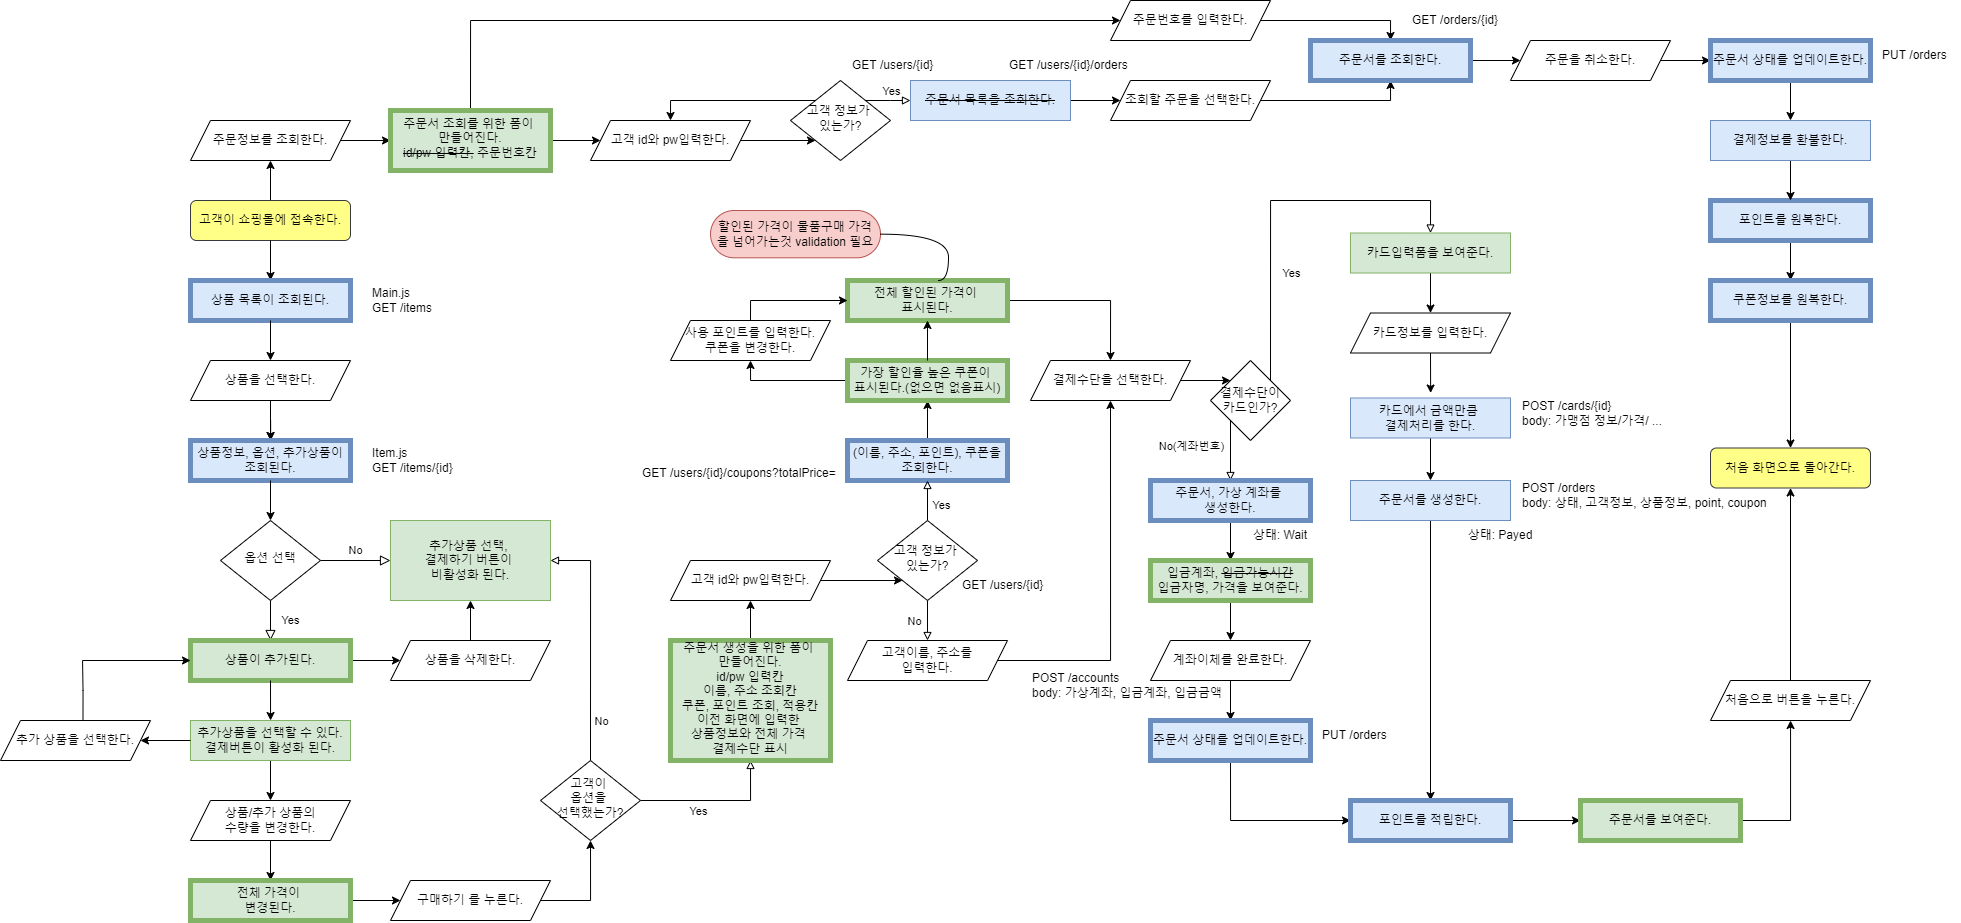 주문번호를 입력한다.
GET /orders/{id}
주문서를 조회한다.
주문을 취소한다.
주문서 상태를 업데이트한다.
PUT /orders
GET /users/{id}
GET /users/{id}/orders
Yes
주문서 목록을 조회한다.
조회할 주문을 선택한다.
고객 정보가
있는가?
주문정보를 조회한다.
주문서 조회를 위한 폼이
만들어진다.
id/pw 입력칸, 주문번호칸
고객 id와 pw입력한다.
결제정보를 환불한다.
고객이 쇼핑몰에 접속한다.
할인된 가격이 물품구매 가격
을 넘어가는것 validation 필요
포인트를 원복한다.
카드입력폼을 보여준다.
Yes
상품 목록이 조회된다.
Main.js
GET /items
전체 할인된 가격이
표시된다.
쿠폰정보를 원복한다.
사용 포인트를 입력한다.
쿠폰을 변경한다.
카드정보를 입력한다.
상품을 선택한다.
가장 할인율 높은 쿠폰이
표시된다.(없으면 없음표시)
결제수단을 선택한다.
결제수단이
카드인가?
카드에서 금액만큼
결제처리를 한다.
POST /cards/{id}
body: 가맹점 정보/가격/ ...
상품정보, 옵션, 추가상품이
조회된다.
Item.js
GET /items/{id}
GET /users/{id}/coupons?totalPrice=
(이름, 주소, 포인트), 쿠폰을
조회한다.
No(계좌번호)
처음 화면으로 돌아간다.
주문서, 가상 계좌를
생성한다.
주문서를 생성한다.
POST /orders
body: 상태, 고객정보, 상품정보, point, coupon
Yes
상태: Wait
상태: Payed
옵션 선택
No
추가상품 선택,
결제하기 버튼이
비활성화 된다.
고객 정보가
있는가?
GET /users/{id}
고객 id와 pw입력한다.
입금계좌, 입금가능시간
입금자명, 가격을 보여준다.
Yes
No
상품이 추가된다.
상품을 삭제한다.
주문서 생성을 위한 폼이
만들어진다.
id/pw 입력칸
이름, 주소 조회칸
쿠폰, 포인트 조회, 적용칸
이전 화면에 입력한
상품정보와 전체 가격
결제수단 표시
고객이름, 주소를
입력한다.
계좌이체를 완료한다.
POST /accounts
body: 가상계좌, 입금계좌, 입금금액
처음으로 버튼을 누른다.
추가 상품을 선택한다.
추가상품을 선택할 수 있다.
결제버튼이 활성화 된다.
No
주문서 상태를 업데이트한다.
PUT /orders
고객이
옵션을
선택했는가?
Yes
상품/추가 상품의
수량을 변경한다.
포인트를 적립한다.
주문서를 보여준다.
전체 가격이
변경된다.
구매하기 를 누른다.